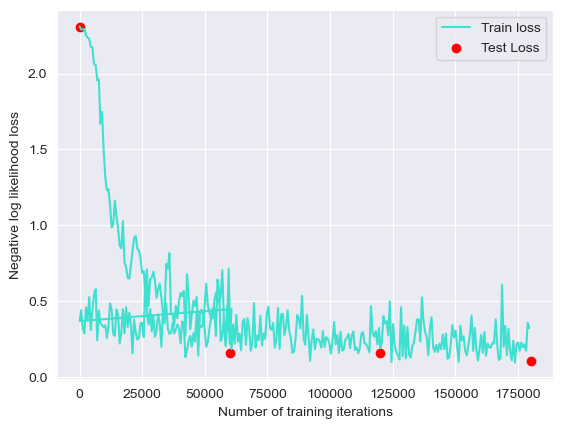 Train loss
Test Loss
Negative log likelihood loss
2.0
1.5
1.0
0.5
0.0
0 25000 50000 75000 100000 125000 150000 175000
Number of training iterations